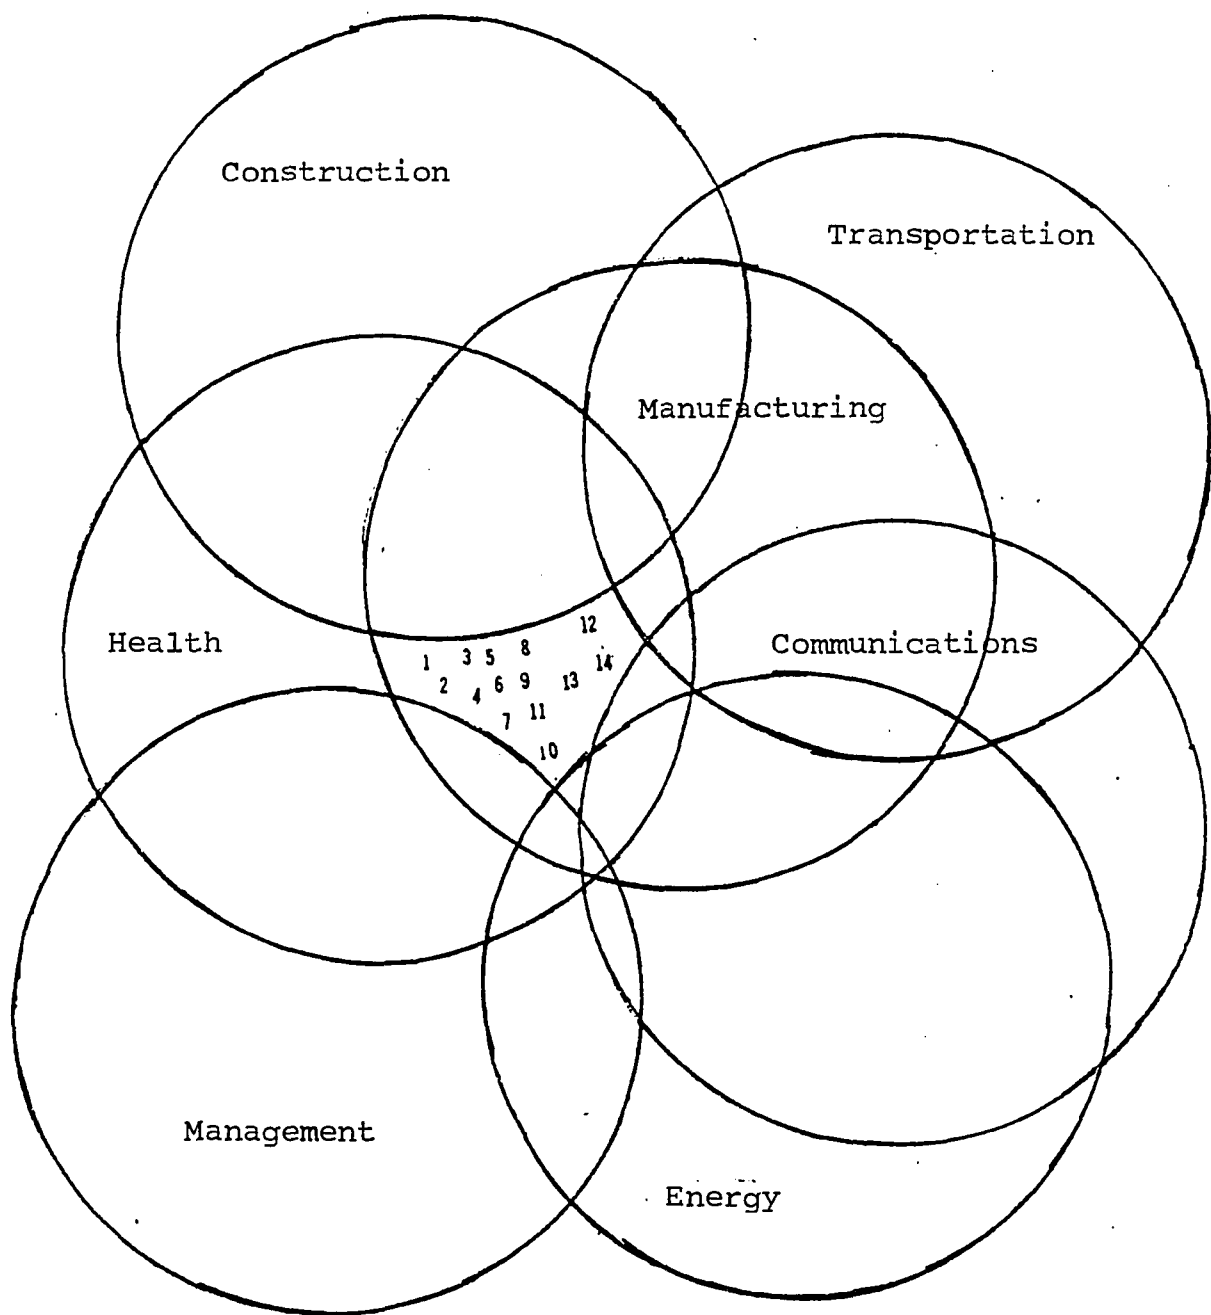 Construction
Transportation
Manufacturing
Health
Communications
12
1 3 5 8
14
2 4 6 9 13
7 11
10
Management
Energy